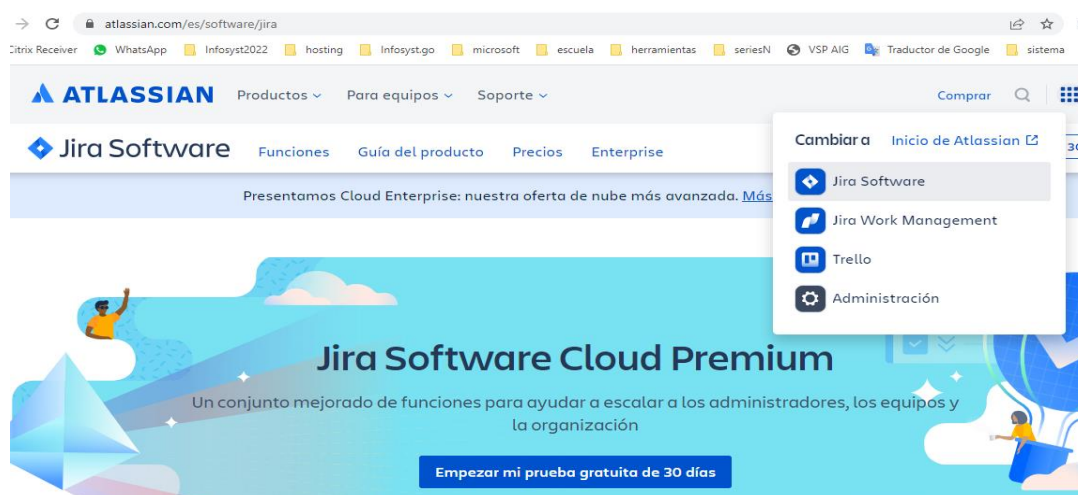 atlassian.com/es/software/jira
Citrix Receiver WhatsApp Infosyst2022 hosting Infosyst.go microsoft escuela herramientas seriesN VSP AIG Traductor de Google sistema
ATLASSIAN Productos Para equipos Soporte Comprar
Jira Software Funciones Guía del producto Precios Enterprise
Cambiar a Inicio de Atlassian
30
Presentamos Cloud Enterprise: nuestra oferta de nube más avanzada. Más
Jira Software
Jira Work Management
Trello
Administración
Jira Software Cloud Premium
Un conjunto mejorado de funciones para ayudar a escalar a los administradores, los equipos y
la organización
Empezar mi prueba gratuita de 30 días